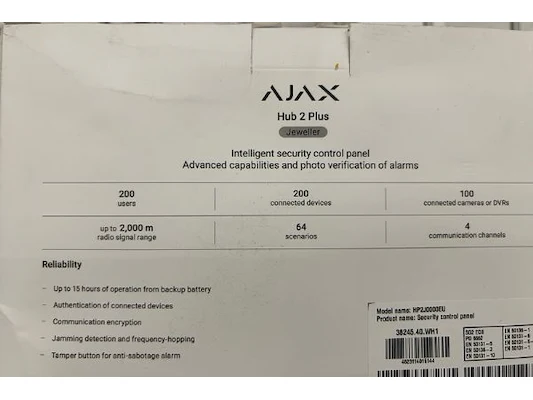 AJAX
Hub 2 Plus
Jeweller
Intelligent security control panel
Advanced capabilities and photo verification of alarms
200 200 100
users connected devices connected cameras or DVRs
up to 2,000 m 64 4
radio signal range scenarios communication channels
Reliability
- Up to 15 hours of operation from backup battery
- Authentication of connected devices
- Communication encryption
- Jamming detection and frequency-hopping
- Tamper button for anti-sabotage alarm
Model name: HP2J0000EU
Product name: Security control panel
38245.40.WH1